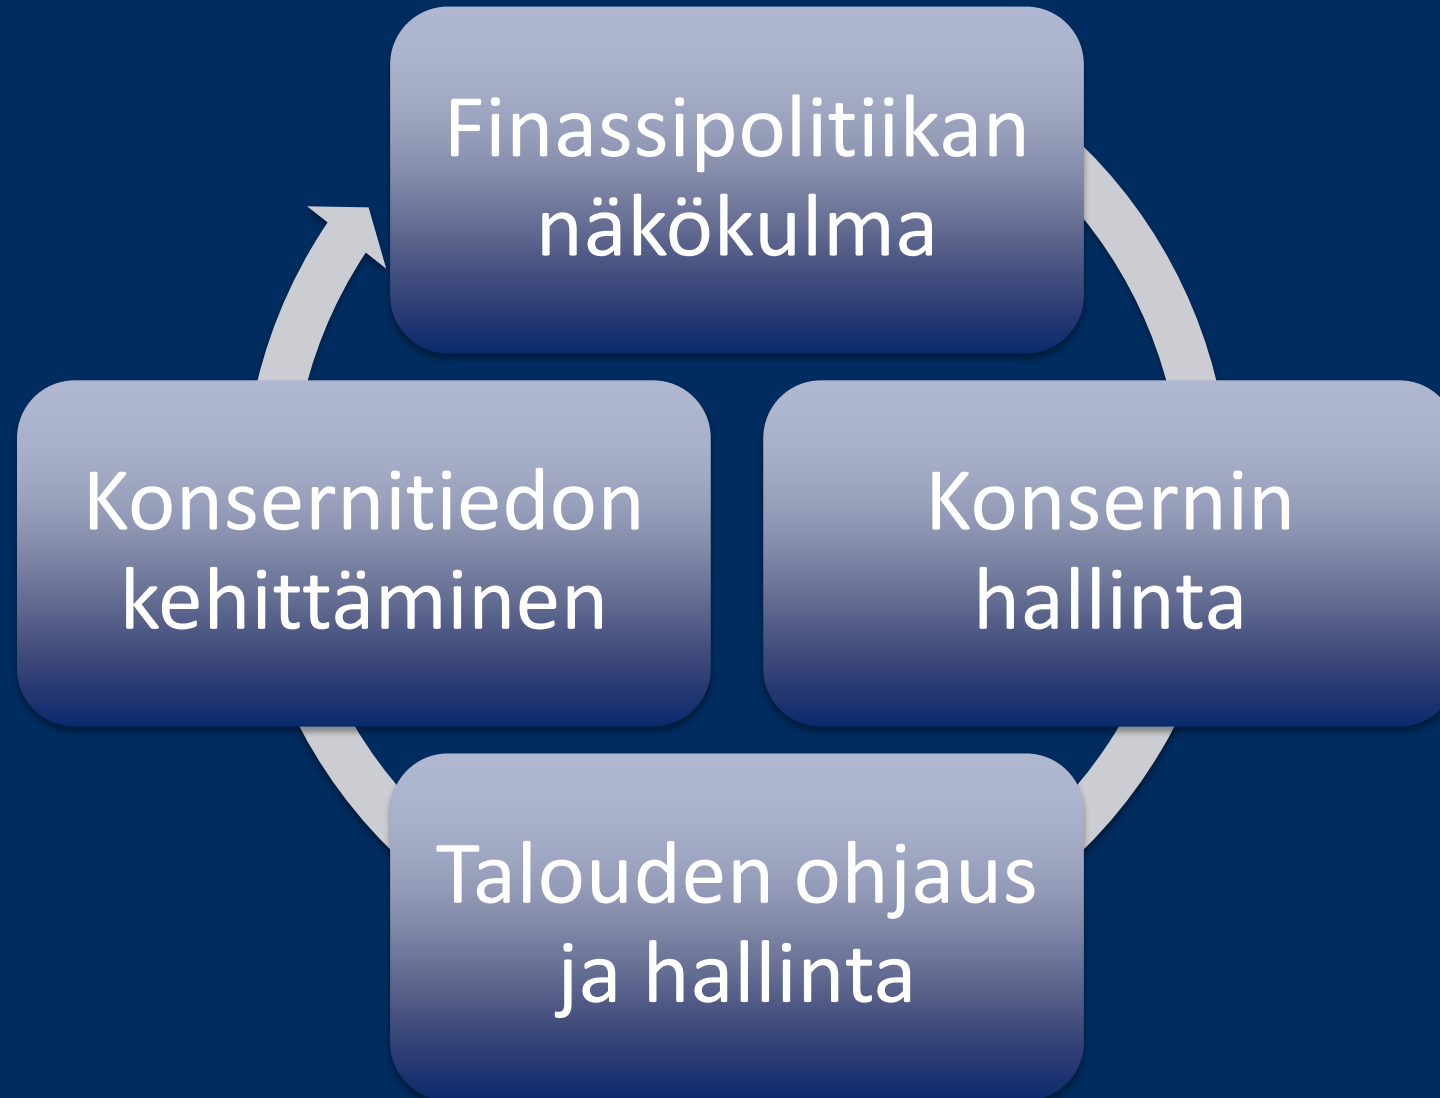 Finassipolitiikan
näkökulma
Konsernitiedon
kehittäminen
Konsernin
hallinta
Talouden ohjaus
ja hallinta